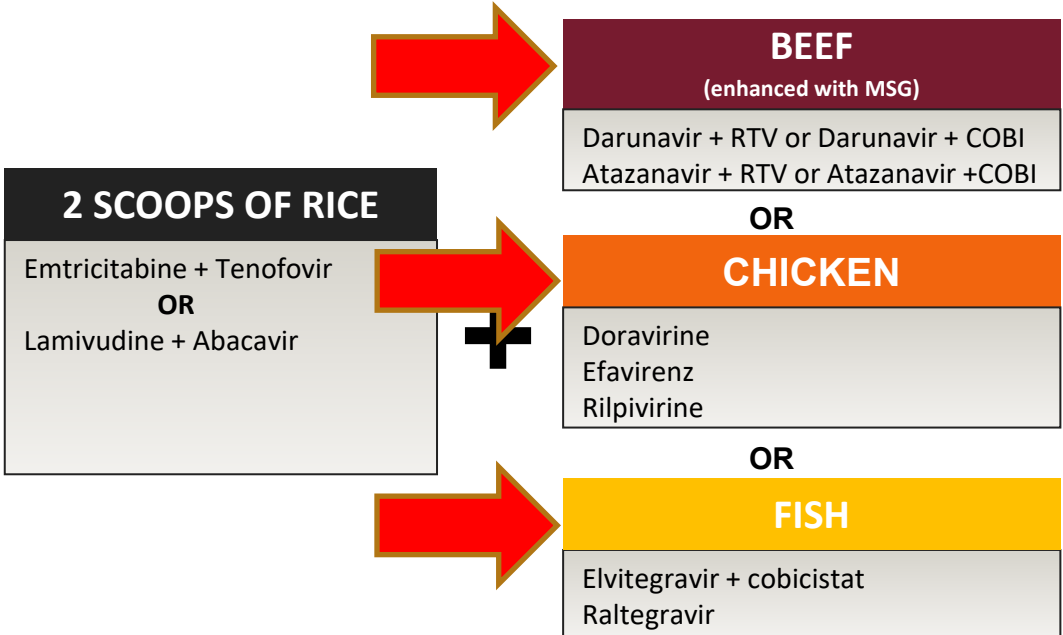 2 SCOOPS OF RICE
Emtricitabine + Tenofovir
OR
Lamivudine + Abacavir
+
BEEF
(enhanced with MSG)
Darunavir + RTV or Darunavir + COBI
Atazanavir + RTV or Atazanavir +COBI
OR
CHICKEN
Doravirine
Efavirenz
Rilpivirine
OR
FISH
Elvitegravir + cobicistat
Raltegravir